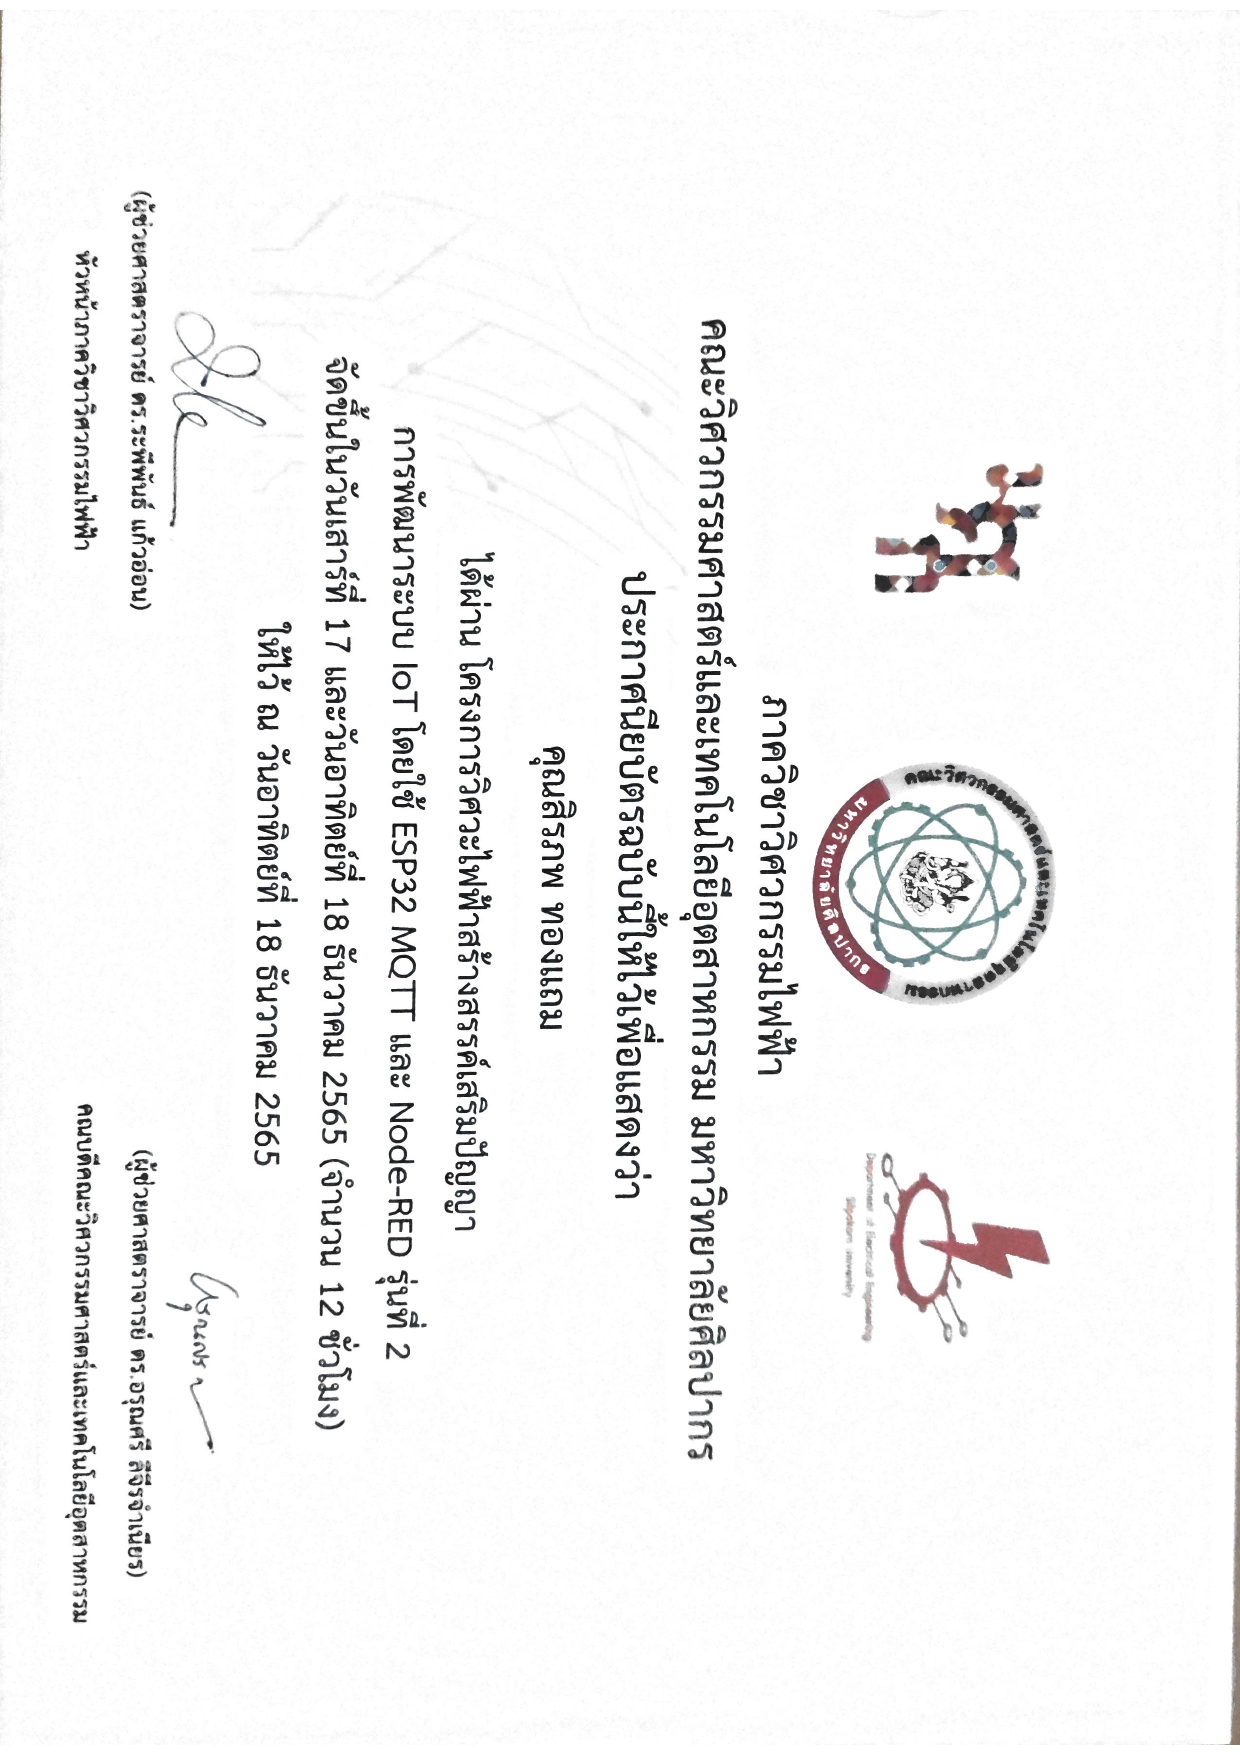 คณะวิศวกรรมศาสตร์และเทคโนโลยีอุตสาหกรรม
มหาวิทยาลัยศิลปากร
Department of Electrical Engineering
Silpakorn University
ภาควิชาวิศวกรรมไฟฟ้า
คณะวิศวกรรมศาสตร์และเทคโนโลยีอุตสาหกรรม มหาวิทยาลัยศิลปากร
ประกาศนียบัตรฉบับนี้ให้ไว้เพื่อแสดงว่า
คุณสิรภพ ทองแถม
ได้ผ่าน โครงการวิศวะไฟฟ้าสร้างสรรค์เสริมปัญญา
การพัฒนาระบบ IoT โดยใช้ ESP32 MQTT และ Node-RED รุ่นที่ 2
จัดขึ้นในวันเสาร์ที่ 17 และวันอาทิตย์ที่ 18 ธันวาคม 2565 (จำนวน 12 ชั่วโมง)
ให้ไว้ ณ วันอาทิตย์ที่ 18 ธันวาคม 2565
(ผู้ช่วยศาสตราจารย์ ดร.ระพีพันธ์ แก้วอ่อน)
หัวหน้าภาควิชาวิศวกรรมไฟฟ้า
(ผู้ช่วยศาสตราจารย์ ดร.อรุณศรี ลีจีรจำเนียร)
คณบดีคณะวิศวกรรมศาสตร์และเทคโนโลยีอุตสาหกรรม